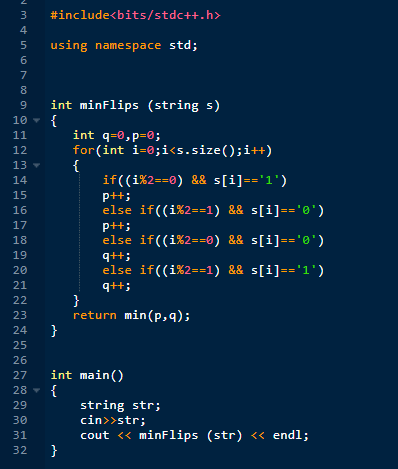 2
3 #include<bits/stdc++.h>
4
5 using namespace std;
6
7
8
9 int minFlips (string s)
10 {
11 int q=0,p=0;
12 for(int i=0;i<s.size();i++)
13 {
14 if((i%2==0) && s[i]=='1')
15 p++;
16 else if((i%2==1) && s[i]=='0')
17 p++;
18 else if((i%2==0) && s[i]=='0')
19 q++;
20 else if((i%2==1) && s[i]=='1')
21 q++;
22 }
23 return min(p,q);
24 }
25
26
27 int main()
28 {
29 string str;
30 cin>>str;
31 cout << minFlips (str) << endl;
32 }